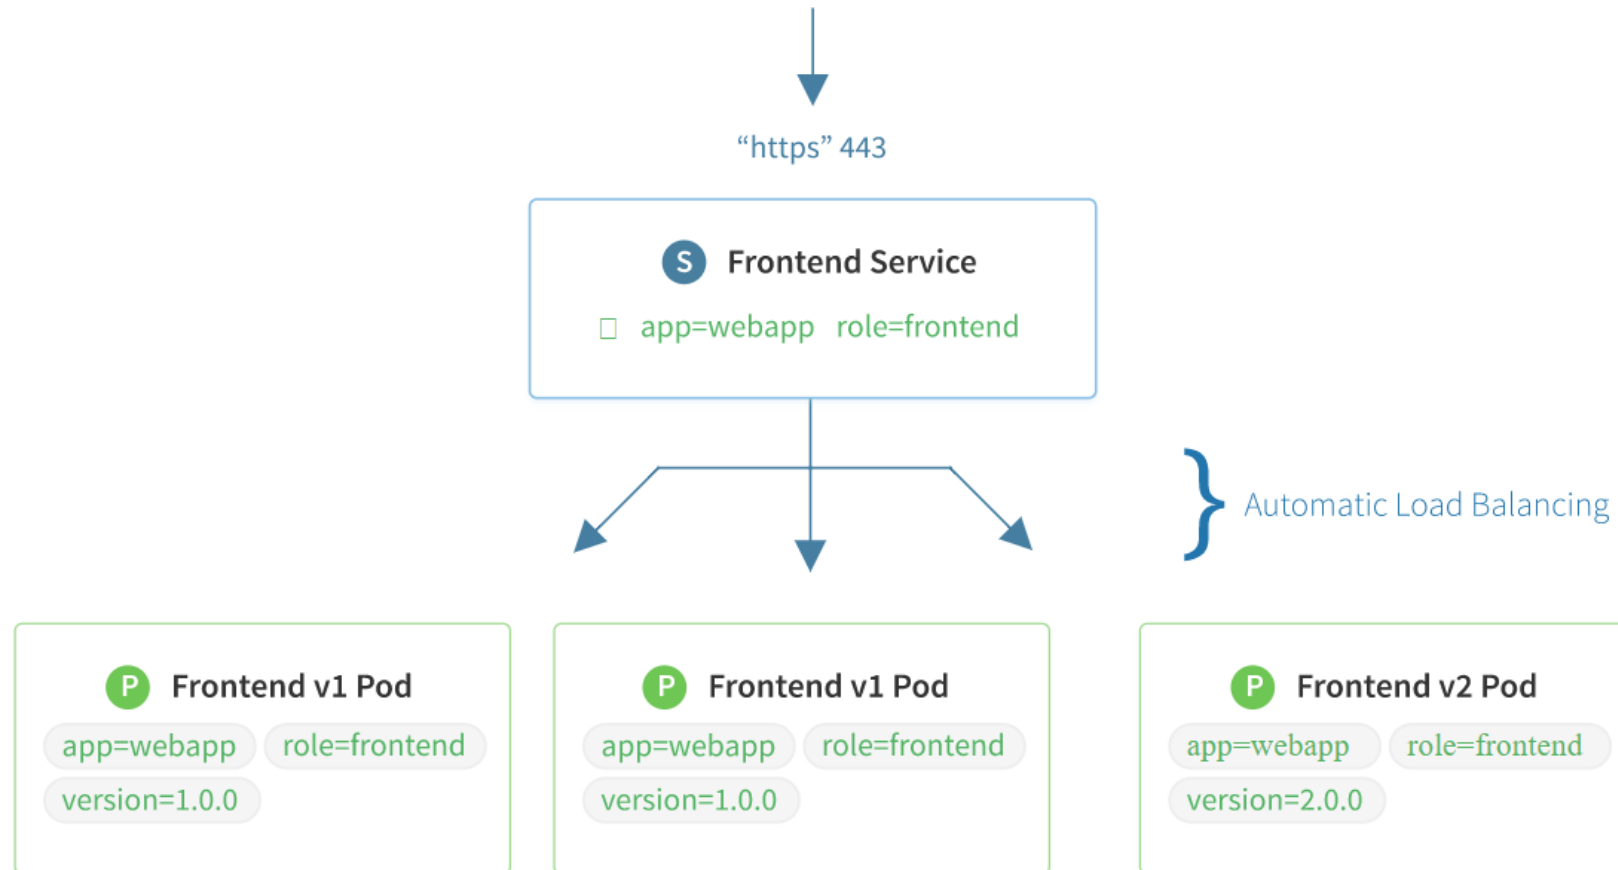 “https” 443
S Frontend Service
app=webapp role=frontend
Automatic Load Balancing
P Frontend v1 Pod
app=webapp role=frontend
version=1.0.0
P Frontend v1 Pod
app=webapp role=frontend
version=1.0.0
P Frontend v2 Pod
app=webapp role=frontend
version=2.0.0